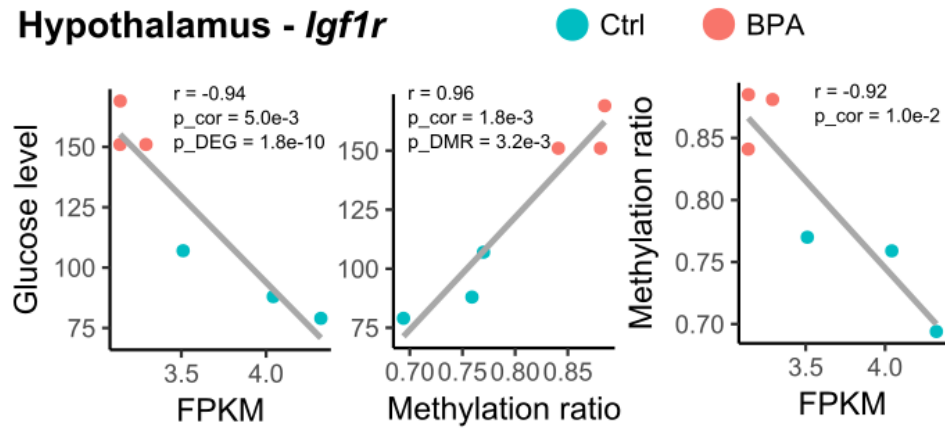 Hypothalamus - Igf1r
Ctrl
BPA
Glucose level
150
125
100
75
r = -0.94
p_cor = 5.0e-3
p_DEG = 1.8e-10
3.5 4.0
FPKM
150
125
100
75
r = 0.96
p_cor = 1.8e-3
p_DMR = 3.2e-3
0.70 0.75 0.80 0.85
Methylation ratio
Methylation ratio
0.85
0.80
0.75
0.70
r = -0.92
p_cor = 1.0e-2
3.5 4.0
FPKM